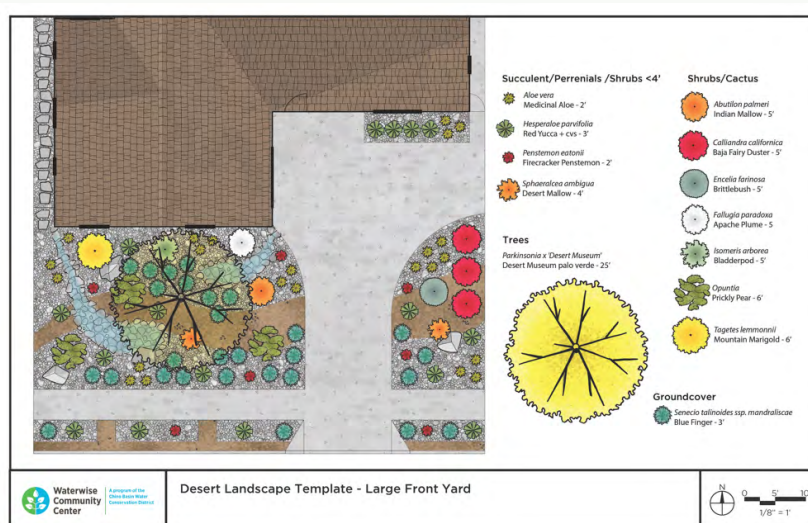 Succulent/Perrenials /Shrubs <4'
Aloe vera
Medicinal Aloe - 2'
Hesperaloe parvifolia
Red Yucca + cvs - 3'
Penstemon eatonii
Firecracker Penstemon - 2'
Sphaeralcea ambigua
Desert Mallow - 4'
Trees
Parkinsonia x 'Desert Museum'
Desert Museum palo verde - 25'
Shrubs/Cactus
Abutilon palmeri
Indian Mallow - 5'
Calliandra californica
Baja Fairy Duster - 5'
Encelia farinosa
Brittlebush - 5'
Fallugia paradoxa
Apache Plume - 5
Isomeris arborea
Bladderpod - 5'
Opuntia
Prickly Pear - 6'
Tagetes lemmonnii
Mountain Marigold - 6'
Groundcover
Senecio talinoides ssp. mandraliscae
Blue Finger - 3'
Waterwise
Community
Center
A program of the
Chino Basin Water
Conservation District
Desert Landscape Template - Large Front Yard
N
0 5' 10
1/8" = 1'